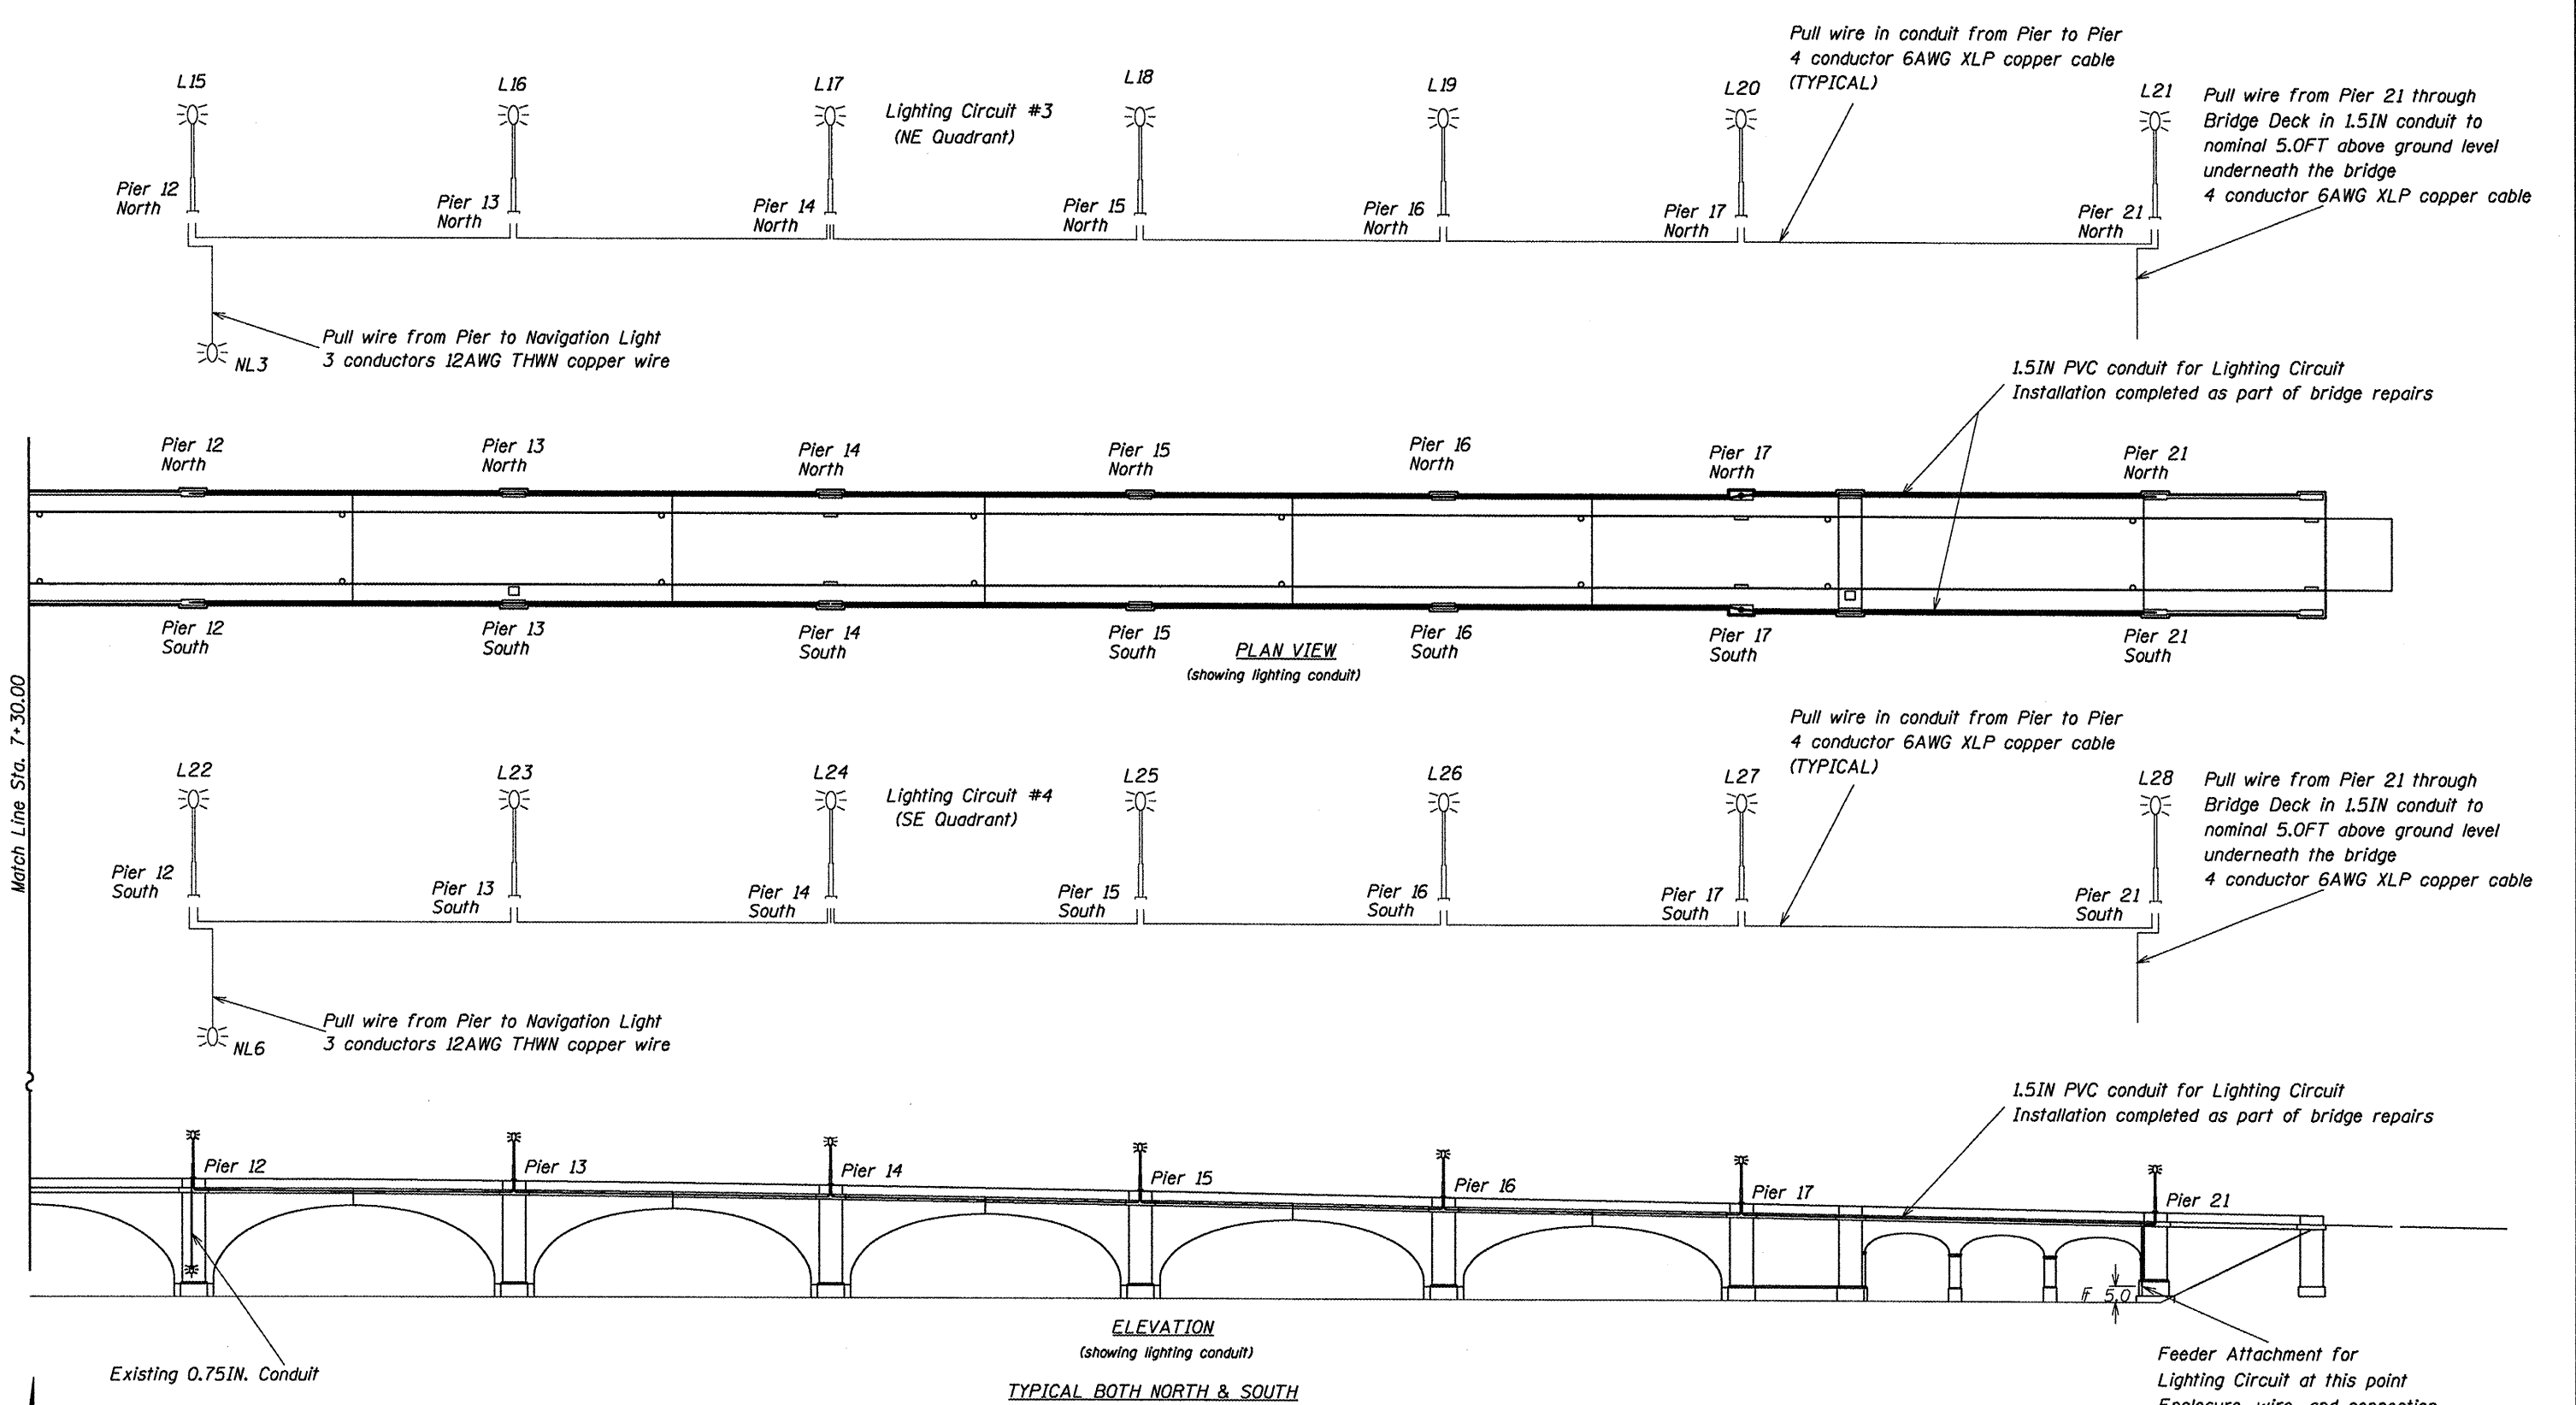 Pull wire in conduit from Pier to Pier
4 conductor 6AWG XLP copper cable
(TYPICAL)
L15
L16
L17
L18
L19
L20
L21
Lighting Circuit #3
(NE Quadrant)
Pull wire from Pier 21 through
Bridge Deck in 1.5IN conduit to
nominal 5.0FT above ground level
underneath the bridge
4 conductor 6AWG XLP copper cable
Pier 12
North
Pier 13
North
Pier 14
North
Pier 15
North
Pier 16
North
Pier 17
North
Pier 21
North
Pull wire from Pier to Navigation Light
3 conductors 12AWG THWN copper wire
NL3
1.5IN PVC conduit for Lighting Circuit
Installation completed as part of bridge repairs
Pier 12
North
Pier 13
North
Pier 14
North
Pier 15
North
Pier 16
North
Pier 17
North
Pier 21
North
Pier 12
South
Pier 13
South
Pier 14
South
Pier 15
South
Pier 16
South
Pier 17
South
Pier 21
South
PLAN VIEW
(showing lighting conduit)
Match Line Sta. 7+30.00
Pull wire in conduit from Pier to Pier
4 conductor 6AWG XLP copper cable
(TYPICAL)
L22
L23
L24
L25
L26
L27
L28
Lighting Circuit #4
(SE Quadrant)
Pull wire from Pier 21 through
Bridge Deck in 1.5IN conduit to
nominal 5.0FT above ground level
underneath the bridge
4 conductor 6AWG XLP copper cable
Pier 12
South
Pier 13
South
Pier 14
South
Pier 15
South
Pier 16
South
Pier 17
South
Pier 21
South
Pull wire from Pier to Navigation Light
3 conductors 12AWG THWN copper wire
NL6
1.5IN PVC conduit for Lighting Circuit
Installation completed as part of bridge repairs
Pier 12
Pier 13
Pier 14
Pier 15
Pier 16
Pier 17
Pier 21
5.0
ELEVATION
(showing lighting conduit)
TYPICAL BOTH NORTH & SOUTH
Existing 0.75IN. Conduit
Feeder Attachment for
Lighting Circuit at this point
Enclosure, wire, and connection